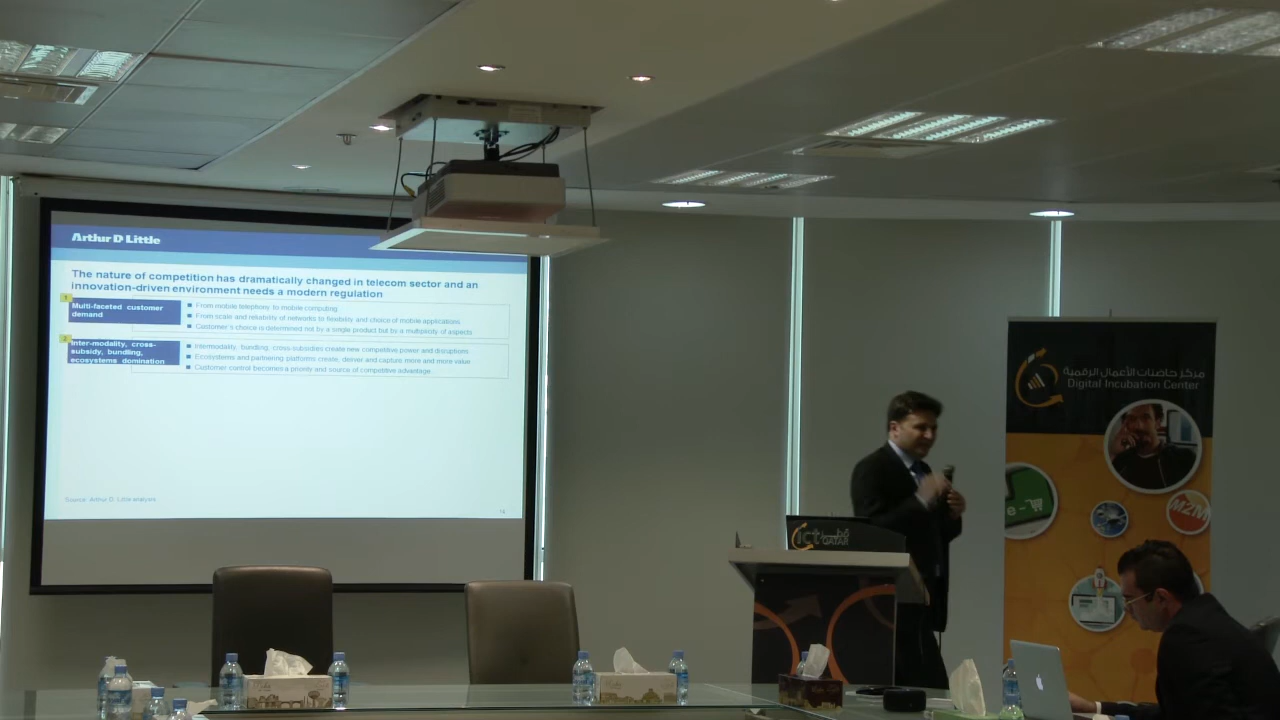 Arthur D Little
The nature of competition has dramatically changed in telecom sector and an
innovation-driven environment needs a modern regulation
1
Multi-faceted customer
demand
From mobile telephony to mobile computing
From scale and reliability of networks to flexibility and choice of mobile applications
Customer's choice is determined not by a single product but by a multiplicity of aspects
2
Inter-modality, cross-
subsidy, bundling,
ecosystems domination
Intermodality, bundling, cross-subsidies create new competitive power and disruptions
Ecosystems and partnering platforms create, deliver and capture more and more value
Customer control becomes a priority and source of competitive advantage
Source: Arthur D. Little analysis
14
ictQATAR
مركز حاضنات الأعمال الرقمية
Digital Incubation Center
e-
M2M